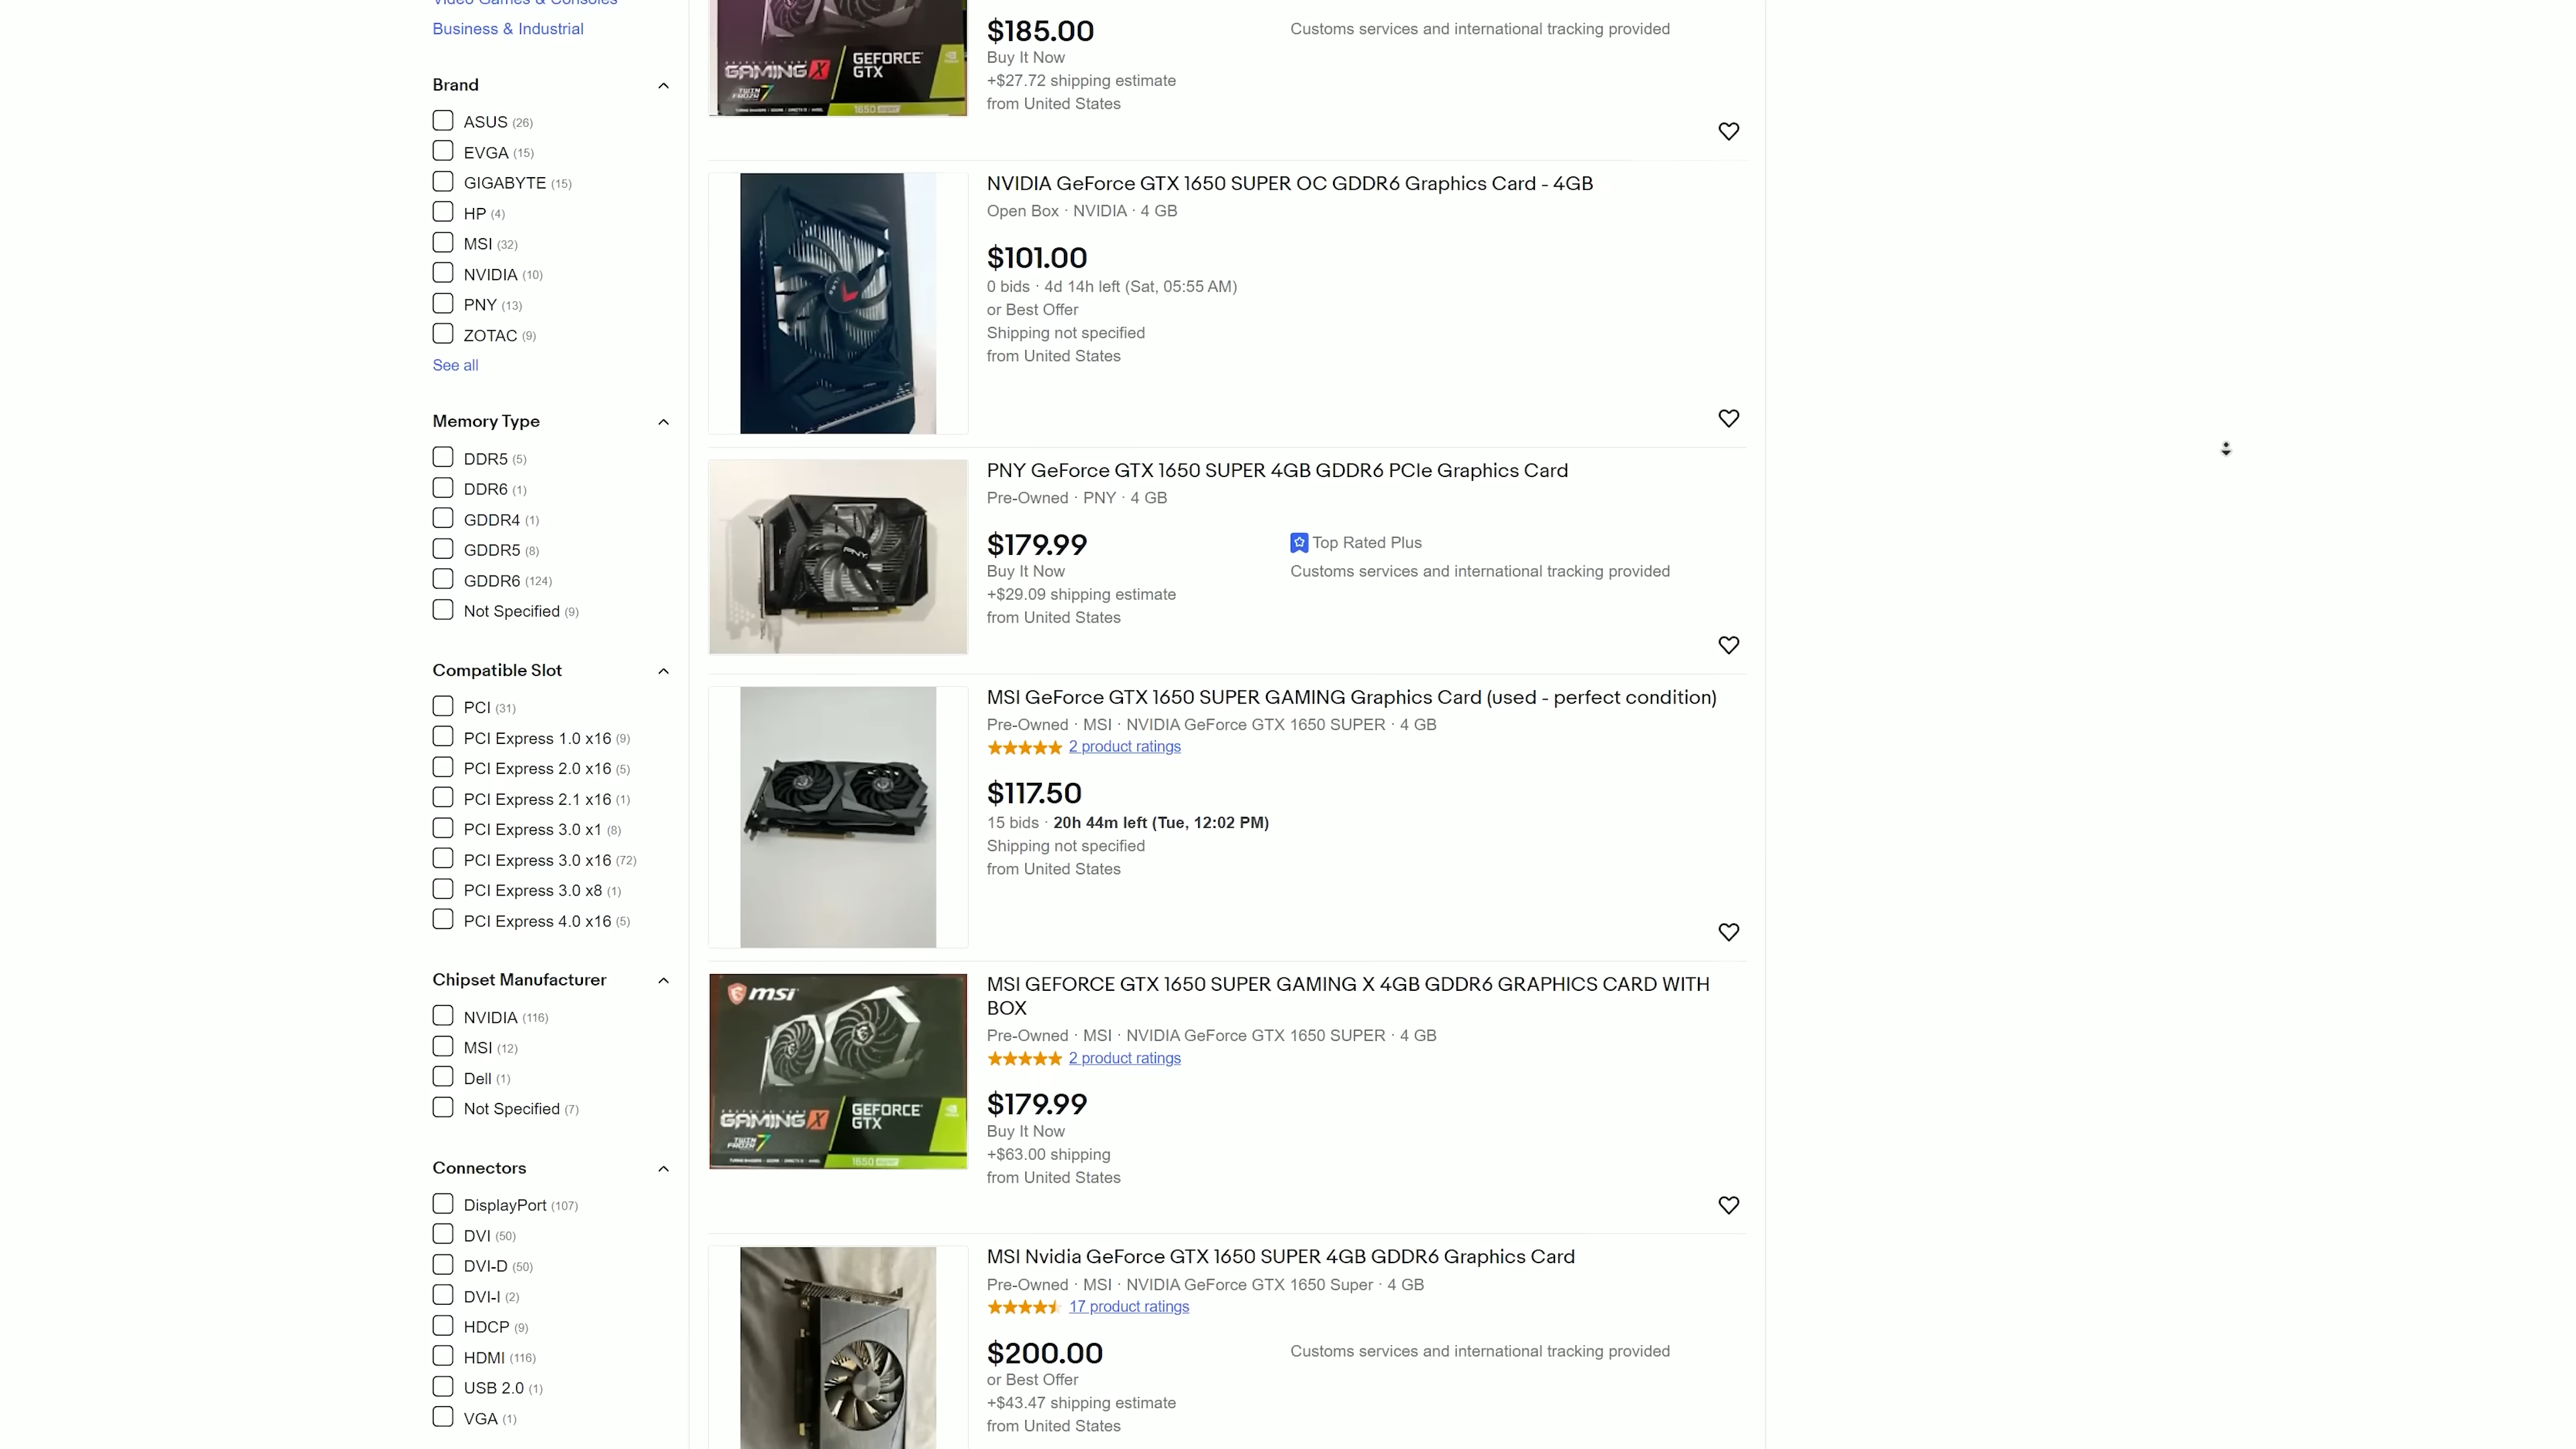 Video Games & Consoles
Business & Industrial
Brand
ASUS (26)
EVGA (15)
GIGABYTE (15)
HP (4)
MSI (32)
NVIDIA (10)
PNY (13)
ZOTAC (9)
See all
Memory Type
DDR5 (5)
DDR6 (1)
GDDR4 (1)
GDDR5 (8)
GDDR6 (124)
Not Specified (9)
Compatible Slot
PCI (31)
PCI Express 1.0 x16 (9)
PCI Express 2.0 x16 (5)
PCI Express 2.1 x16 (1)
PCI Express 3.0 x1 (8)
PCI Express 3.0 x16 (72)
PCI Express 3.0 x8 (1)
PCI Express 4.0 x16 (5)
Chipset Manufacturer
NVIDIA (116)
MSI (12)
Dell (1)
Not Specified (7)
Connectors
DisplayPort (107)
DVI (50)
DVI-D (50)
DVI-I (2)
HDCP (9)
HDMI (116)
USB 2.0 (1)
VGA (1)
GAMING X
GEFORCE
GTX
TWIN
FROZR 7
1650 SUPER
$185.00
Buy It Now
+$27.72 shipping estimate
from United States
Customs services and international tracking provided
NVIDIA GeForce GTX 1650 SUPER OC GDDR6 Graphics Card - 4GB
Open Box · NVIDIA · 4 GB
$101.00
0 bids · 4d 14h left (Sat, 05:55 AM)
or Best Offer
Shipping not specified
from United States
PNY
PNY GeForce GTX 1650 SUPER 4GB GDDR6 PCIe Graphics Card
Pre-Owned · PNY · 4 GB
$179.99
Buy It Now
+$29.09 shipping estimate
from United States
Top Rated Plus
Customs services and international tracking provided
MSI GeForce GTX 1650 SUPER GAMING Graphics Card (used - perfect condition)
Pre-Owned · MSI · NVIDIA GeForce GTX 1650 SUPER · 4 GB
2 product ratings
$117.50
15 bids · 20h 44m left (Tue, 12:02 PM)
Shipping not specified
from United States
msi
GAMING X
GEFORCE
GTX
TWIN
FROZR 7
1650 SUPER
MSI GEFORCE GTX 1650 SUPER GAMING X 4GB GDDR6 GRAPHICS CARD WITH
BOX
Pre-Owned · MSI · NVIDIA GeForce GTX 1650 SUPER · 4 GB
2 product ratings
$179.99
Buy It Now
+$63.00 shipping
from United States
MSI Nvidia GeForce GTX 1650 SUPER 4GB GDDR6 Graphics Card
Pre-Owned · MSI · NVIDIA GeForce GTX 1650 Super · 4 GB
17 product ratings
$200.00
or Best Offer
+$43.47 shipping estimate
from United States
Customs services and international tracking provided